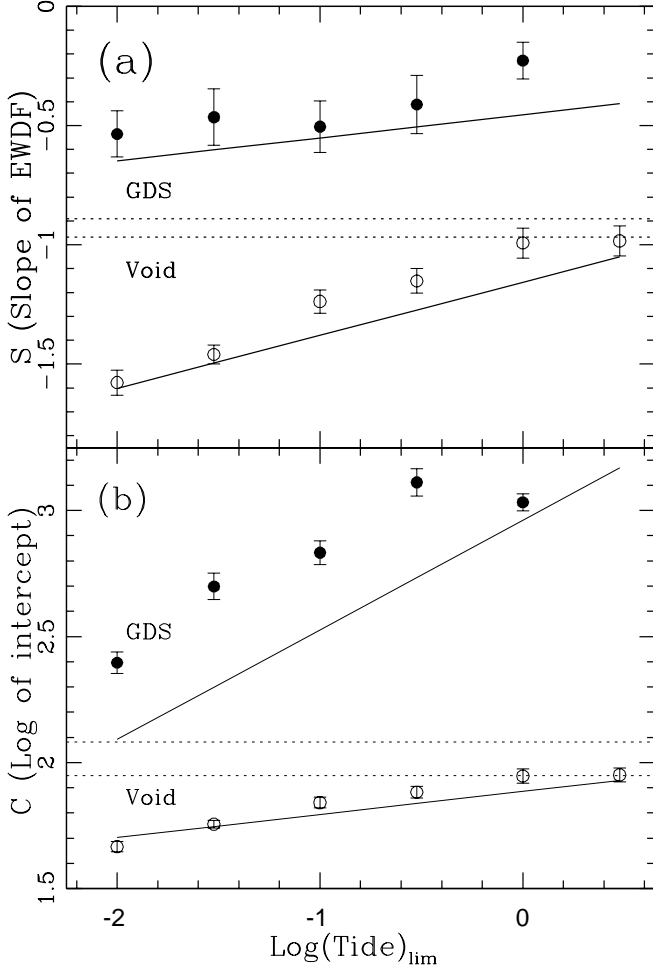 0
(a)
−0.5
GDS
−1
Void
−1.5
S (Slope of EWDF)
(b)
3
GDS
2.5
2
Void
1.5
C (Log of intercept)
-2 -1 0
Log(Tide)lim